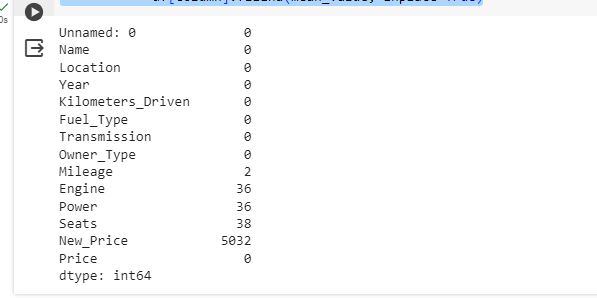 df[column].fillna(mean_value, inplace=True)
0s
Unnamed: 0 0
Name 0
Location 0
Year 0
Kilometers_Driven 0
Fuel_Type 0
Transmission 0
Owner_Type 0
Mileage 2
Engine 36
Power 36
Seats 38
New_Price 5032
Price 0
dtype: int64